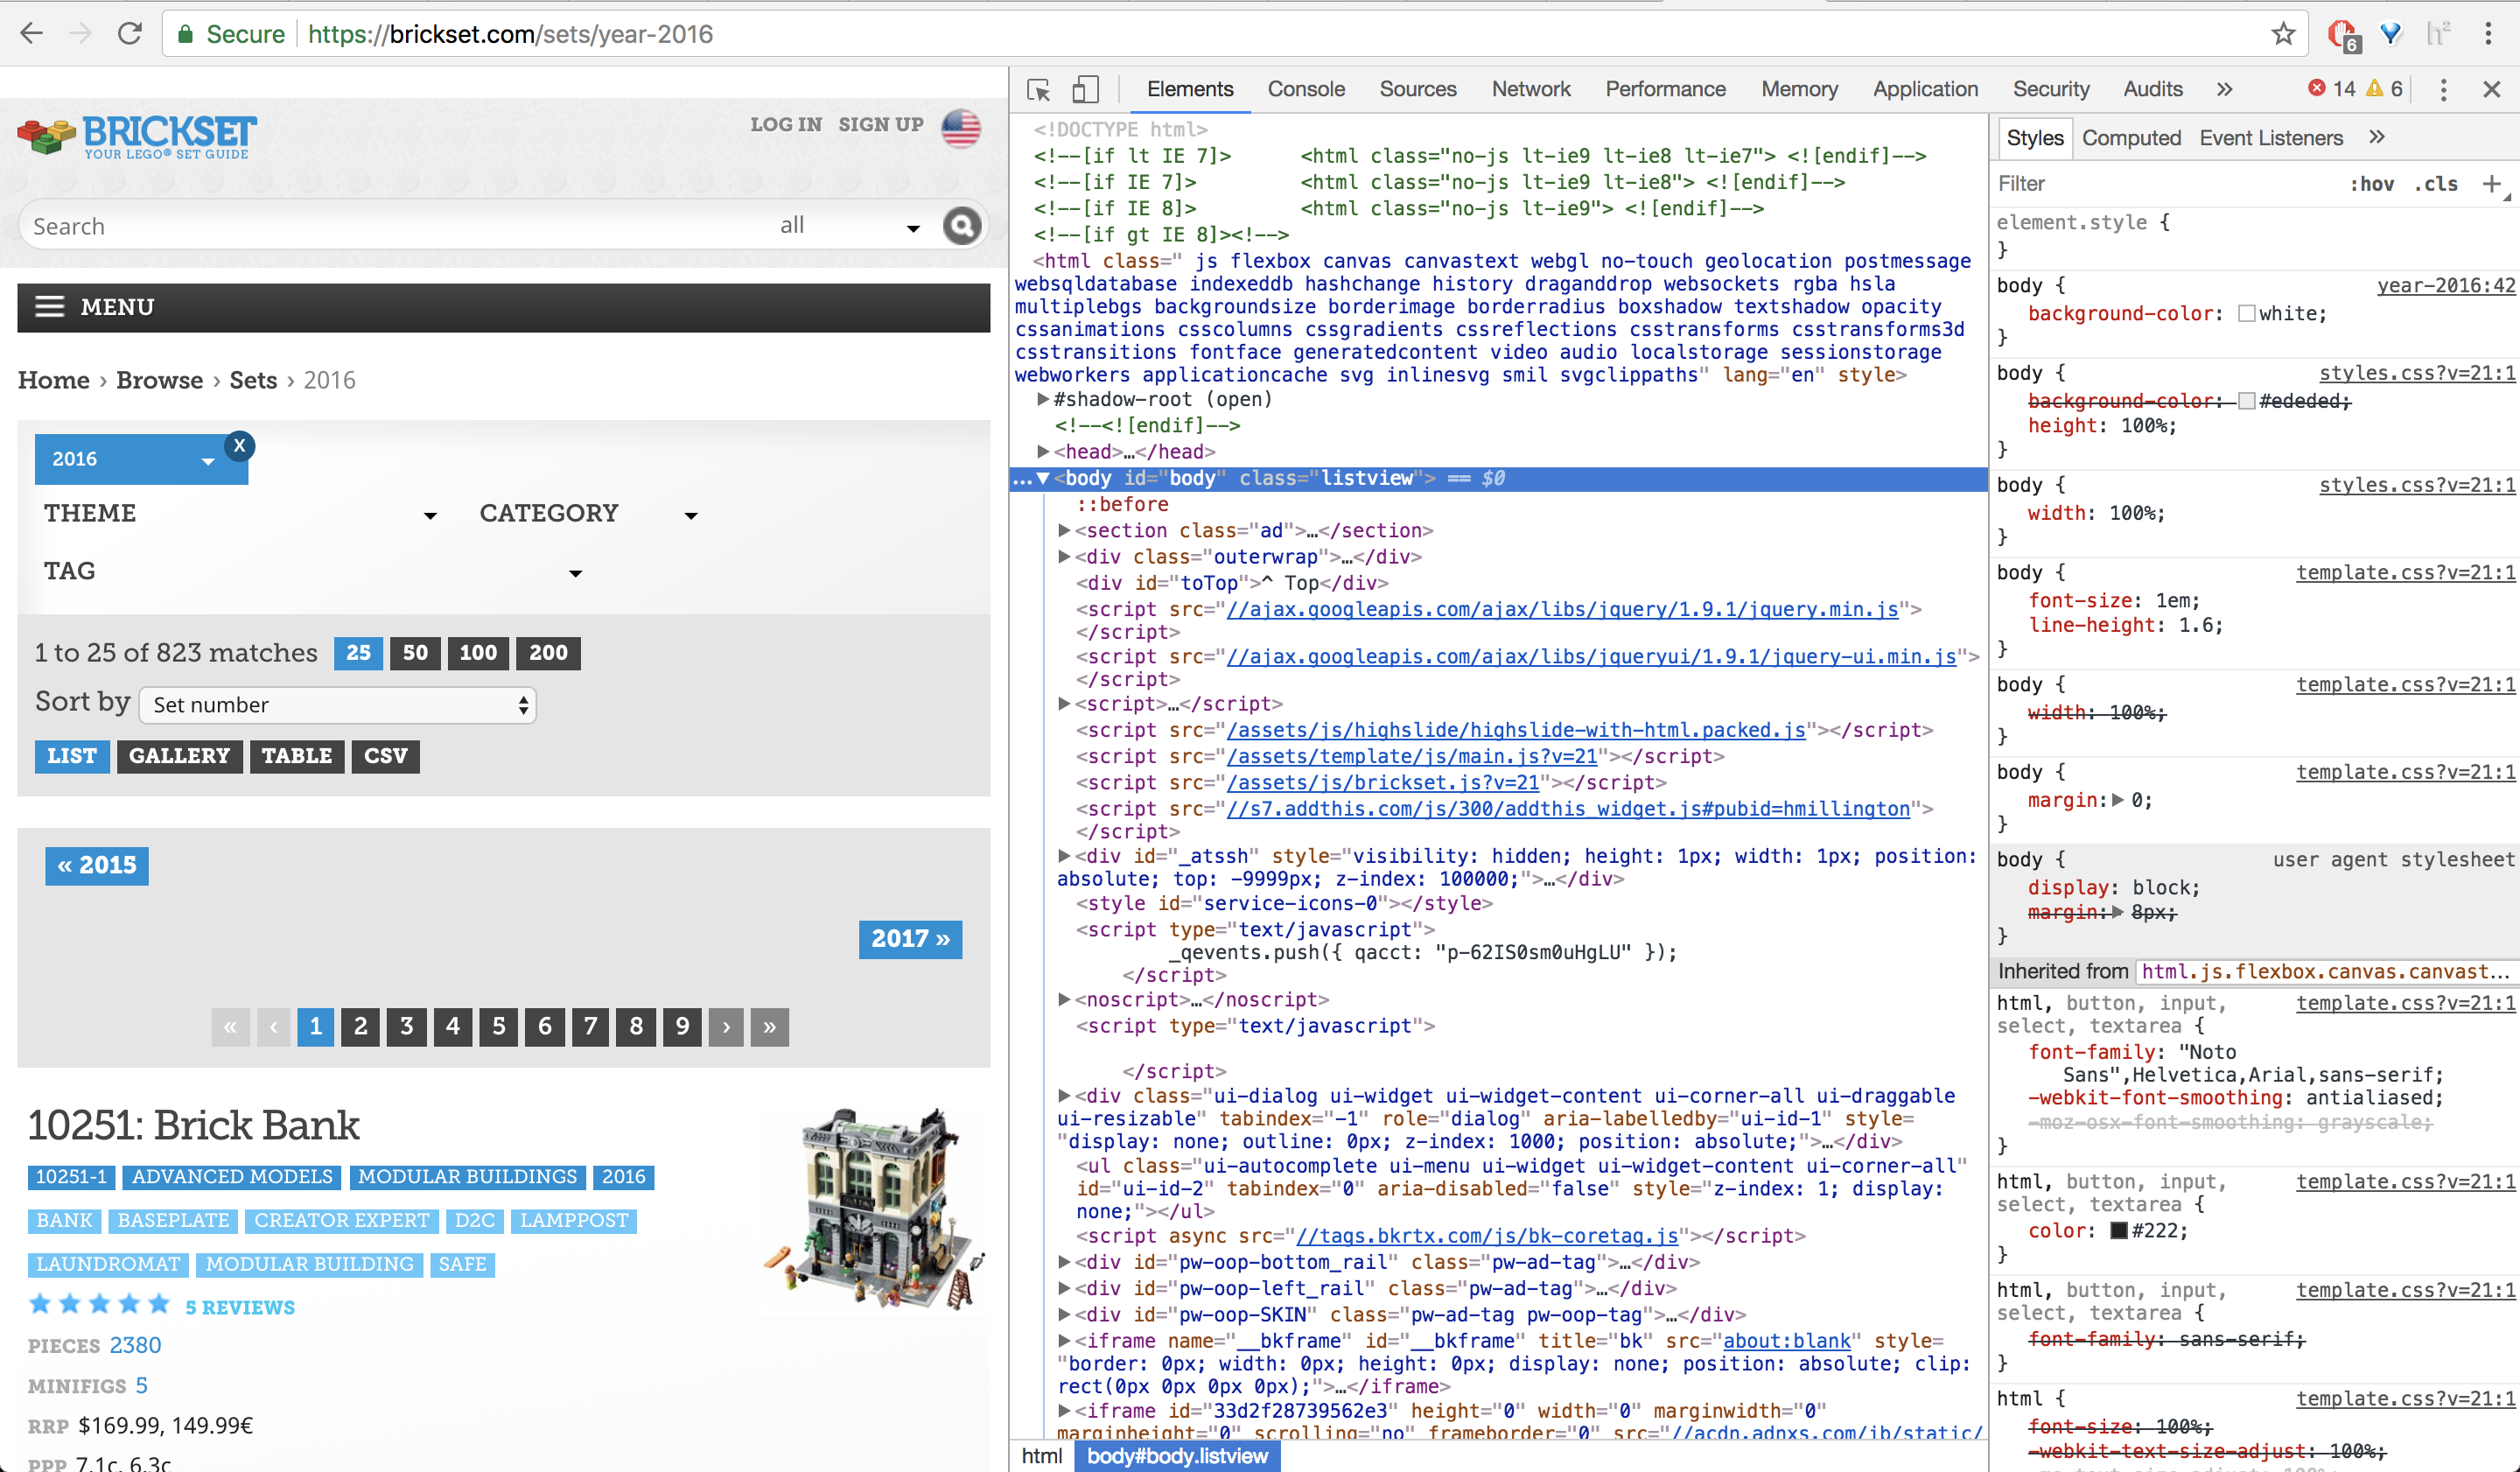 Secure https://brickset.com/sets/year-2016
6
h²
BRICKSET
YOUR LEGO® SET GUIDE
LOG IN SIGN UP
Search all
MENU
Home › Browse › Sets › 2016
2016 X
THEME CATEGORY
TAG
1 to 25 of 823 matches 25 50 100 200
Sort by Set number
LIST GALLERY TABLE CSV
« 2015
2017 »
« ‹ 1 2 3 4 5 6 7 8 9 › »
10251: Brick Bank
10251-1 ADVANCED MODELS MODULAR BUILDINGS 2016
BANK BASEPLATE CREATOR EXPERT D2C LAMPPOST
LAUNDROMAT MODULAR BUILDING SAFE
5 REVIEWS
PIECES 2380
MINIFIGS 5
RRP $169.99, 149.99€
PPP 7.1c, 6.3c
Elements Console Sources Network Performance Memory Application Security Audits » 14 6
<!DOCTYPE html>
<!--[if lt IE 7]> <html class="no-js lt-ie9 lt-ie8 lt-ie7"> <![endif]-->
<!--[if IE 7]> <html class="no-js lt-ie9 lt-ie8"> <![endif]-->
<!--[if IE 8]> <html class="no-js lt-ie9"> <![endif]-->
<!--[if gt IE 8]><!-->
<html class=" js flexbox canvas canvastext webgl no-touch geolocation postmessage
websqldatabase indexeddb hashchange history draganddrop websockets rgba hsla
multiplebgs backgroundsize borderimage borderradius boxshadow textshadow opacity
cssanimations csscolumns cssgradients cssreflections csstransforms csstransforms3d
csstransitions fontface generatedcontent video audio localstorage sessionstorage
webworkers applicationcache svg inlinesvg smil svgclippaths" lang="en" style>
▶#shadow-root (open)
<!--<![endif]-->
▶<head>…</head>
…▼<body id="body" class="listview"> == $0
::before
▶<section class="ad">…</section>
▶<div class="outerwrap">…</div>
<div id="toTop">^ Top</div>
<script src="//ajax.googleapis.com/ajax/libs/jquery/1.9.1/jquery.min.js">
</script>
<script src="//ajax.googleapis.com/ajax/libs/jqueryui/1.9.1/jquery-ui.min.js">
</script>
▶<script>…</script>
<script src="/assets/js/highslide/highslide-with-html.packed.js"></script>
<script src="/assets/template/js/main.js?v=21"></script>
<script src="/assets/js/brickset.js?v=21"></script>
<script src="//s7.addthis.com/js/300/addthis_widget.js#pubid=hmillington">
</script>
▶<div id="_atssh" style="visibility: hidden; height: 1px; width: 1px; position:
absolute; top: -9999px; z-index: 100000;">…</div>
<style id="service-icons-0"></style>
<script type="text/javascript">
_qevents.push({ qacct: "p-62IS0sm0uHgLU" });
</script>
▶<noscript>…</noscript>
<script type="text/javascript">
</script>
▶<div class="ui-dialog ui-widget ui-widget-content ui-corner-all ui-draggable
ui-resizable" tabindex="-1" role="dialog" aria-labelledby="ui-id-1" style=
"display: none; outline: 0px; z-index: 1000; position: absolute;">…</div>
<ul class="ui-autocomplete ui-menu ui-widget ui-widget-content ui-corner-all"
id="ui-id-2" tabindex="0" aria-disabled="false" style="z-index: 1; display:
none;"></ul>
<script async src="//tags.bkrtx.com/js/bk-coretag.js"></script>
▶<div id="pw-oop-bottom_rail" class="pw-ad-tag">…</div>
▶<div id="pw-oop-left_rail" class="pw-ad-tag">…</div>
▶<div id="pw-oop-SKIN" class="pw-ad-tag pw-oop-tag">…</div>
▶<iframe name="__bkframe" id="__bkframe" title="bk" src="about:blank" style=
"border: 0px; width: 0px; height: 0px; display: none; position: absolute; clip:
rect(0px 0px 0px 0px);">…</iframe>
▶<iframe id="33d2f28739562e3" height="0" width="0" marginwidth="0"
marginheight="0" scrolling="no" frameborder="0" src="//acdn.adnxs.com/ib/static/
html body#body.listview
Styles Computed Event Listeners »
Filter :hov .cls +
element.style {
}
body { year-2016:42
background-color: white;
}
body { styles.css?v=21:1
background-color: #ededed;
height: 100%;
}
body { styles.css?v=21:1
width: 100%;
}
body { template.css?v=21:1
font-size: 1em;
line-height: 1.6;
}
body { template.css?v=21:1
width: 100%;
}
body { template.css?v=21:1
margin:▶ 0;
}
body { user agent stylesheet
display: block;
margin:▶ 8px;
}
Inherited from html.js.flexbox.canvas.canvast…
html, button, input, template.css?v=21:1
select, textarea {
font-family: "Noto
Sans",Helvetica,Arial,sans-serif;
-webkit-font-smoothing: antialiased;
-moz-osx-font-smoothing: grayscale;
}
html, button, input, template.css?v=21:1
select, textarea {
color: #222;
}
html, button, input, template.css?v=21:1
select, textarea {
font-family: sans-serif;
}
html { template.css?v=21:1
font-size: 100%;
-webkit-text-size-adjust: 100%;